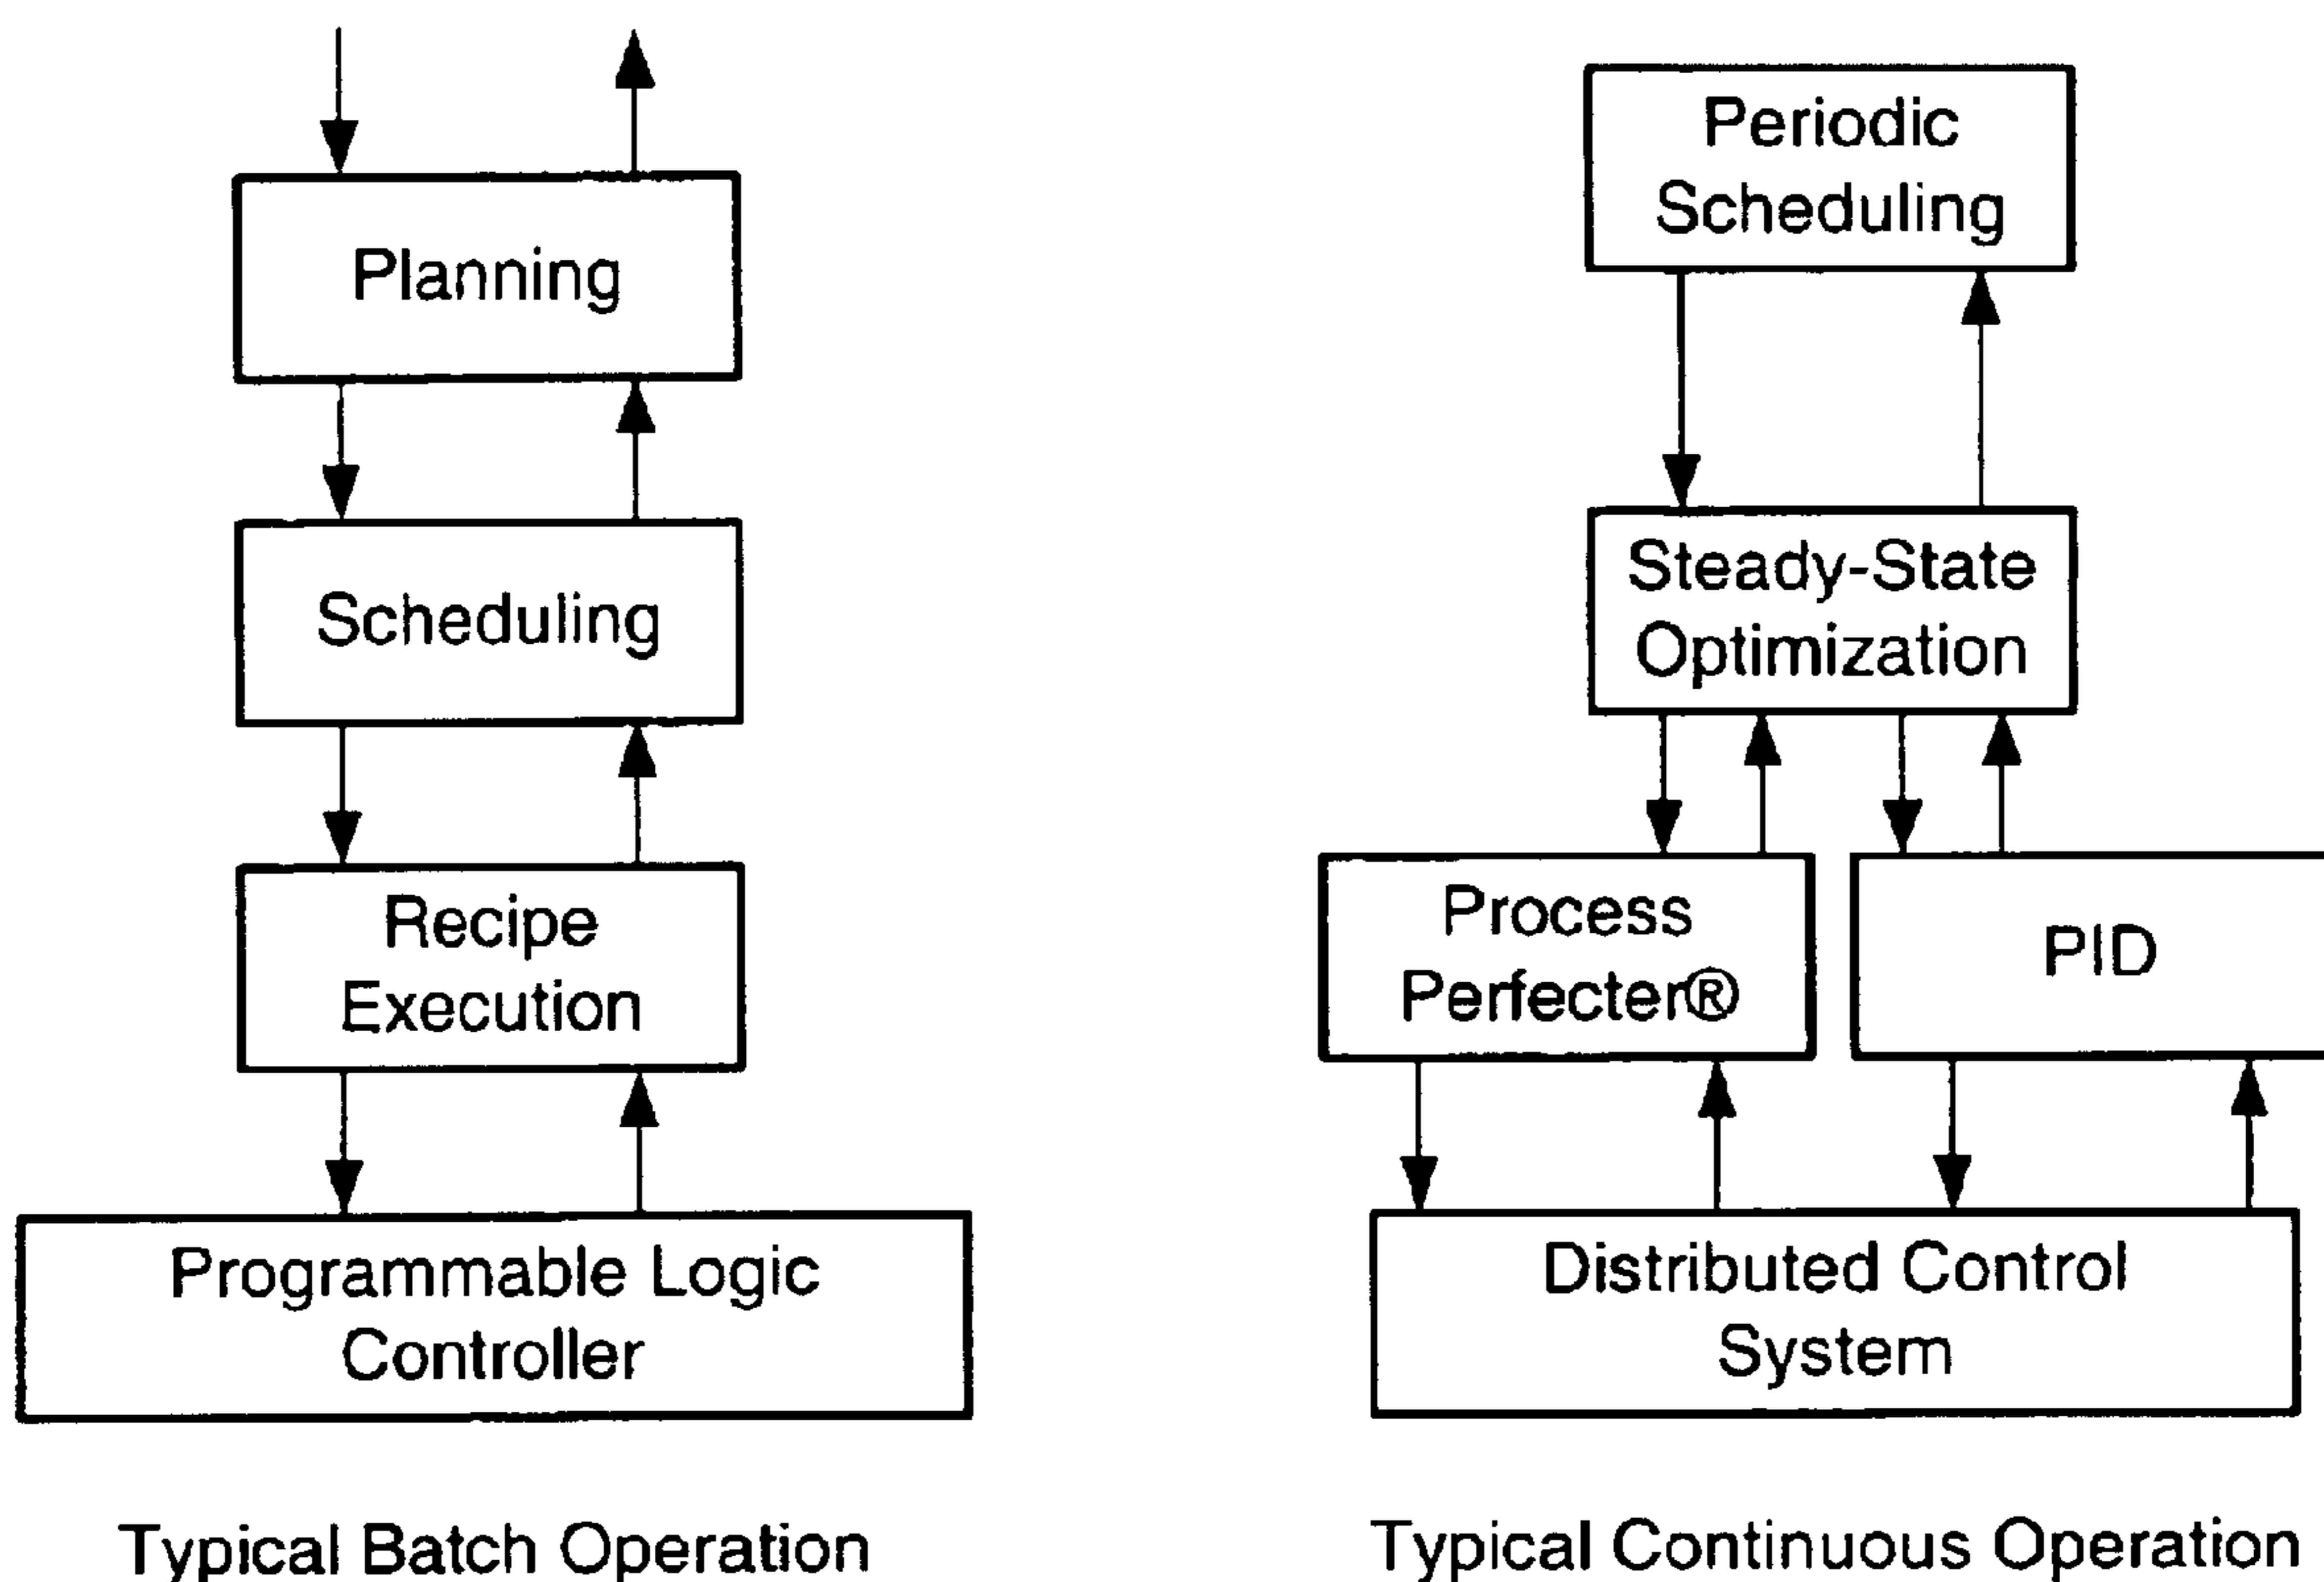 Planning
Scheduling
Recipe
Execution
Programmable Logic
Controller
Typical Batch Operation
Periodic
Scheduling
Steady-State
Optimization
Process
Perfecter®
PID
Distributed Control
System
Typical Continuous Operation